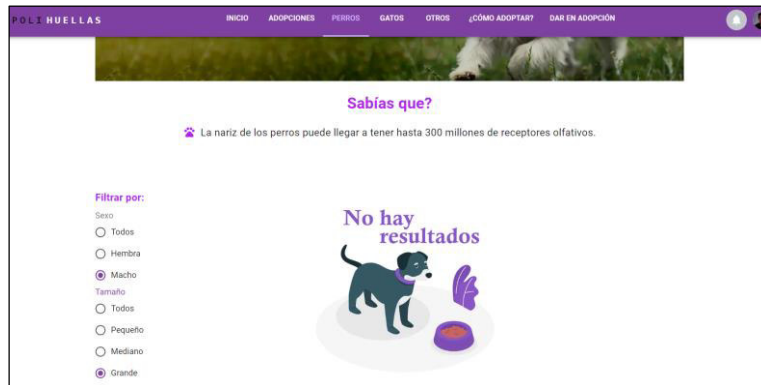 POLI HUELLAS
INICIO ADOPCIONES PERROS GATOS OTROS ¿CÓMO ADOPTAR? DAR EN ADOPCIÓN
Sabías que?
La nariz de los perros puede llegar a tener hasta 300 millones de receptores olfativos.
Filtrar por:
Sexo
Todos
Hembra
Macho
Tamaño
Todos
Pequeño
Mediano
Grande
No hay
resultados